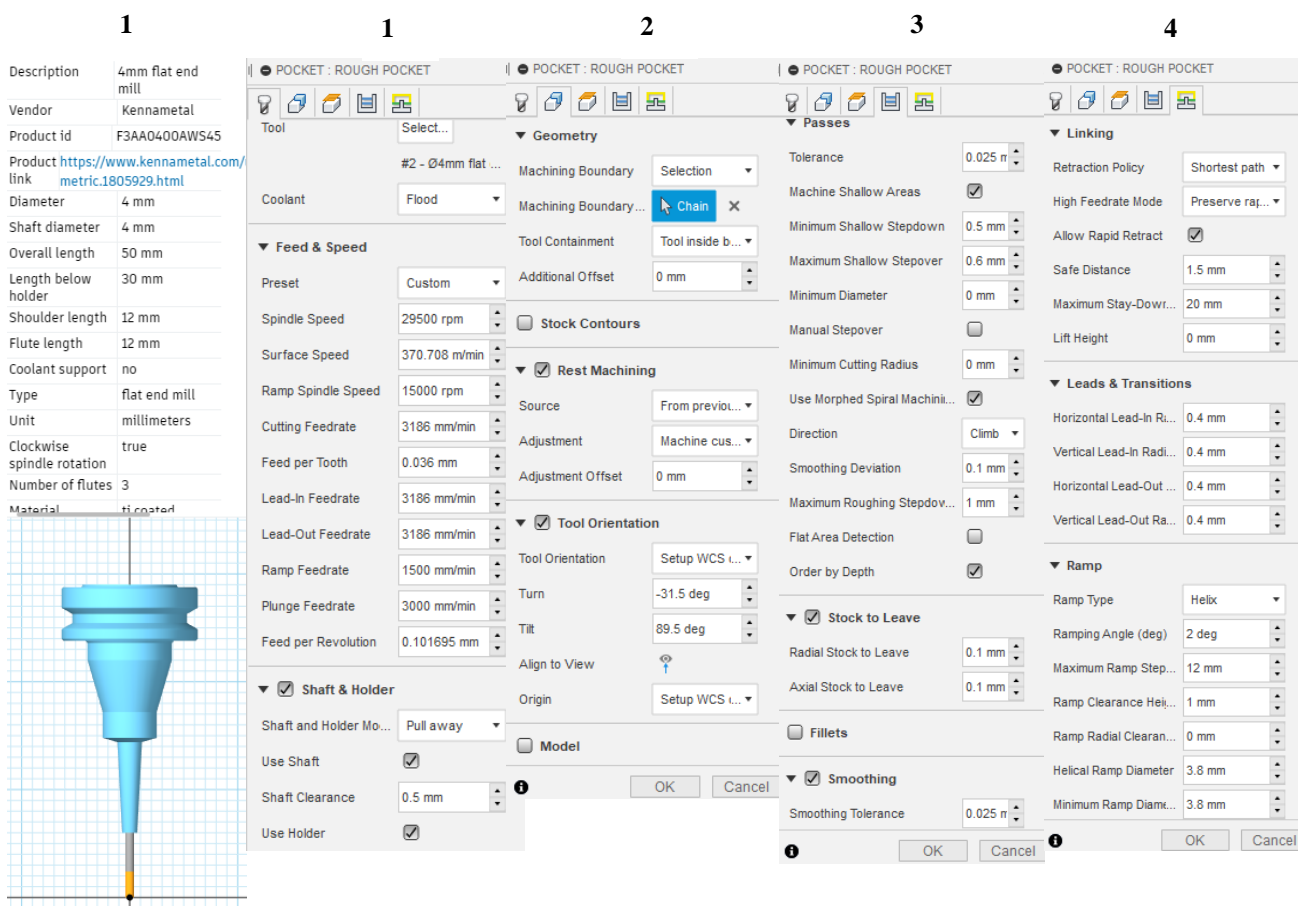 1
1
2
3
4
Description 4mm flat end
mill
Vendor Kennametal
Product id F3AA0400AWS45
Product https://www.kennametal.com/
link metric.1805929.html
Diameter 4 mm
Shaft diameter 4 mm
Overall length 50 mm
Length below 30 mm
holder
Shoulder length 12 mm
Flute length 12 mm
Coolant support no
Type flat end mill
Unit millimeters
Clockwise true
spindle rotation
Number of flutes 3
Material ti coated
POCKET : ROUGH POCKET
Tool Select...
#2 - Ø4mm flat ...
Coolant Flood
Feed & Speed
Preset Custom
Spindle Speed 29500 rpm
Surface Speed 370.708 m/min
Ramp Spindle Speed 15000 rpm
Cutting Feedrate 3186 mm/min
Feed per Tooth 0.036 mm
Lead-In Feedrate 3186 mm/min
Lead-Out Feedrate 3186 mm/min
Ramp Feedrate 1500 mm/min
Plunge Feedrate 3000 mm/min
Feed per Revolution 0.101695 mm
Shaft & Holder
Shaft and Holder Mo... Pull away
Use Shaft
Shaft Clearance 0.5 mm
Use Holder
POCKET : ROUGH POCKET
Geometry
Machining Boundary Selection
Machining Boundary... Chain
Tool Containment Tool inside b...
Additional Offset 0 mm
Stock Contours
Rest Machining
Source From previou...
Adjustment Machine cus...
Adjustment Offset 0 mm
Tool Orientation
Tool Orientation Setup WCS ...
Turn -31.5 deg
Tilt 89.5 deg
Align to View
Origin Setup WCS ...
Model
OK Cancel
POCKET : ROUGH POCKET
Passes
Tolerance 0.025 m
Machine Shallow Areas
Minimum Shallow Stepdown 0.5 mm
Maximum Shallow Stepover 0.6 mm
Minimum Diameter 0 mm
Manual Stepover
Minimum Cutting Radius 0 mm
Use Morphed Spiral Machini...
Direction Climb
Smoothing Deviation 0.1 mm
Maximum Roughing Stepdov... 1 mm
Flat Area Detection
Order by Depth
Stock to Leave
Radial Stock to Leave 0.1 mm
Axial Stock to Leave 0.1 mm
Fillets
Smoothing
Smoothing Tolerance 0.025 m
OK Cancel
POCKET : ROUGH POCKET
Linking
Retraction Policy Shortest path
High Feedrate Mode Preserve rap...
Allow Rapid Retract
Safe Distance 1.5 mm
Maximum Stay-Down... 20 mm
Lift Height 0 mm
Leads & Transitions
Horizontal Lead-In Ra... 0.4 mm
Vertical Lead-In Radi... 0.4 mm
Horizontal Lead-Out ... 0.4 mm
Vertical Lead-Out Ra... 0.4 mm
Ramp
Ramp Type Helix
Ramping Angle (deg) 2 deg
Maximum Ramp Step... 12 mm
Ramp Clearance Heig... 1 mm
Ramp Radial Clearan... 0 mm
Helical Ramp Diameter 3.8 mm
Minimum Ramp Diame... 3.8 mm
OK Cancel